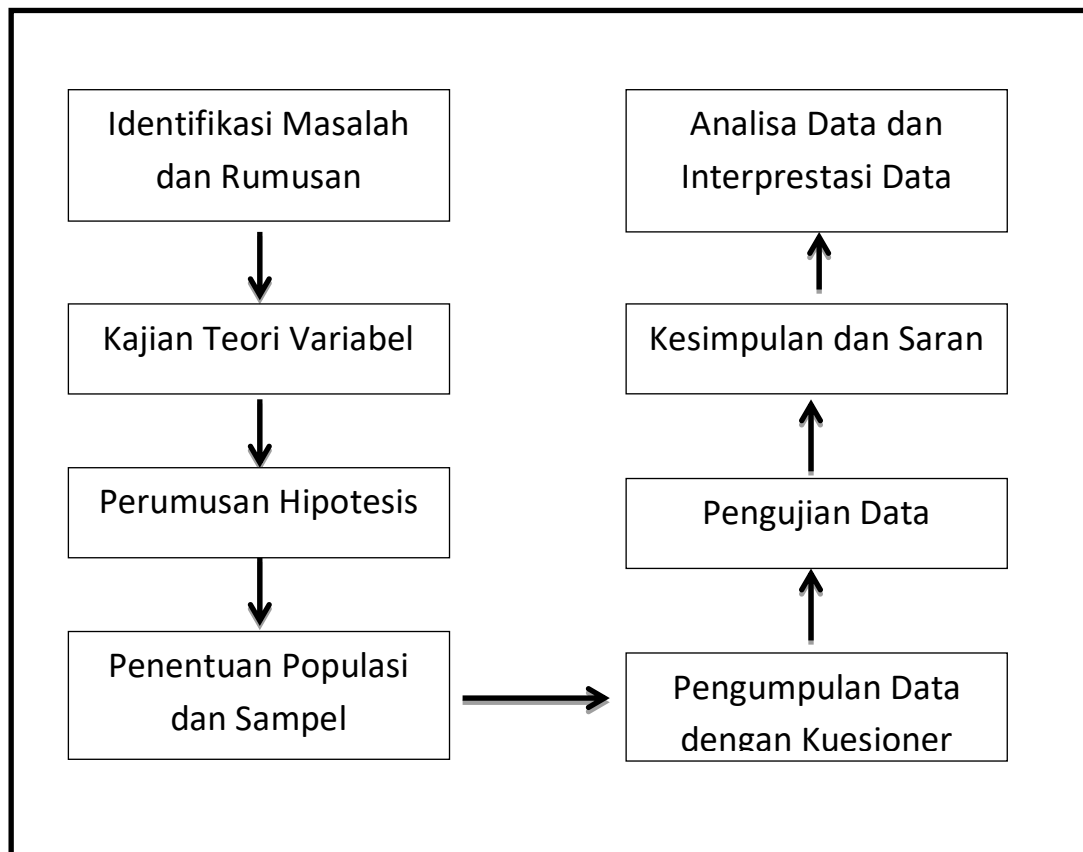 Identifikasi Masalah
dan Rumusan
Kajian Teori Variabel
Perumusan Hipotesis
Penentuan Populasi
dan Sampel
Analisa Data dan
Interprestasi Data
Kesimpulan dan Saran
Pengujian Data
Pengumpulan Data
dengan Kuesioner